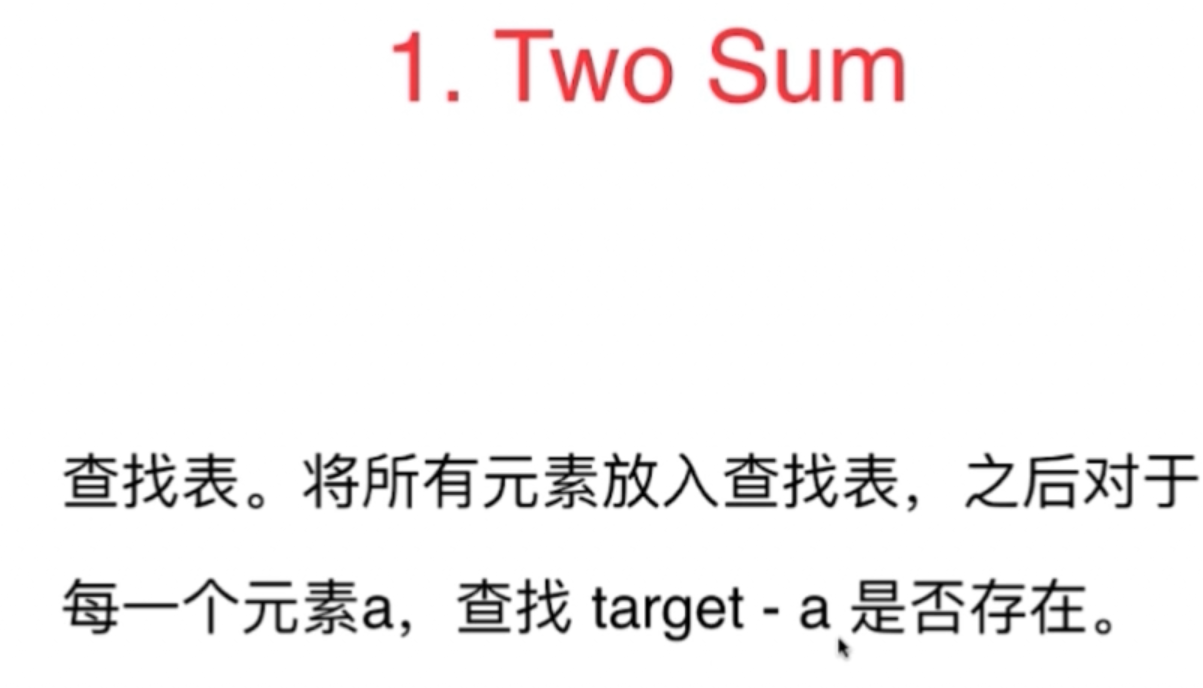 1. Two Sum
查找表。将所有元素放入查找表，之后对于
每一个元素a，查找 target - a 是否存在。